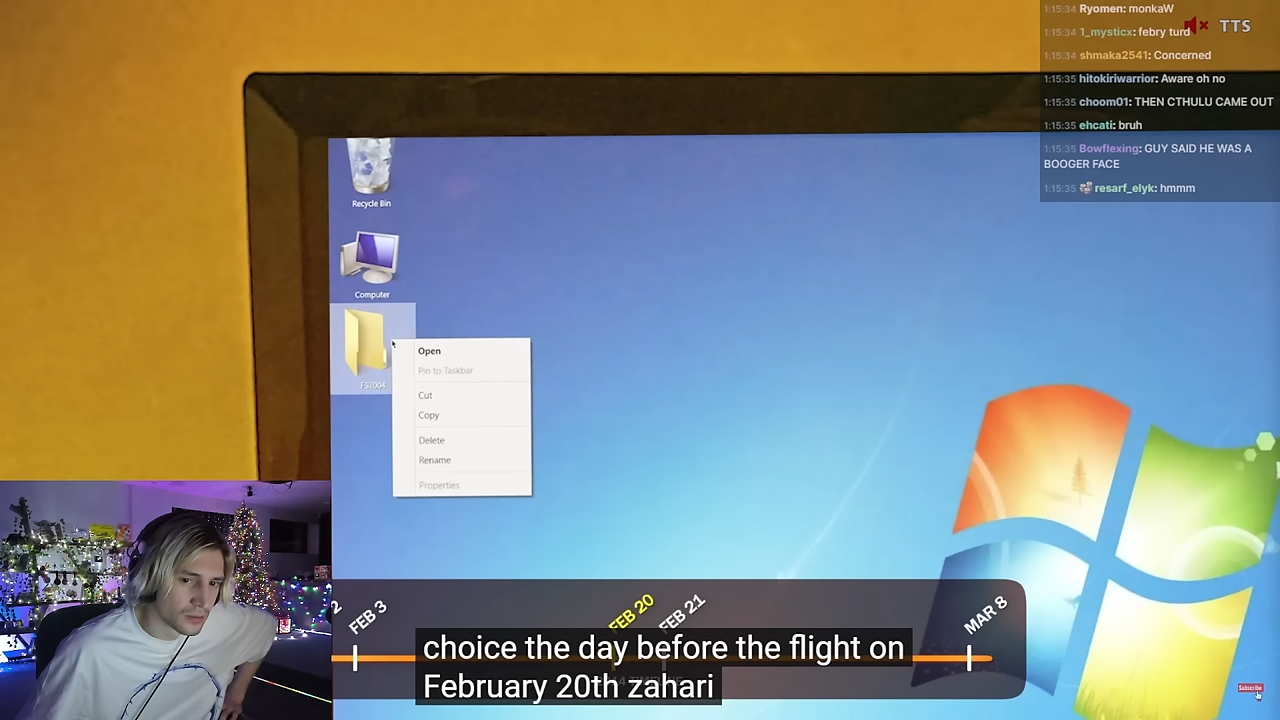 1:15:34 Ryomen: monkaW
TTS
1:15:34 1_mysticx: febry turd
1:15:34 shmaka2541: Concerned
1:15:35 hitokiriwarrior: Aware oh no
1:15:35 choom01: THEN CTHULU CAME OUT
1:15:35 ehcati: bruh
1:15:35 Bowflexing: GUY SAID HE WAS A
BOOGER FACE
1:15:35 resarf_elyk: hmmm
Recycle Bin
Computer
FS2004
Open
Pin to Taskbar
Cut
Copy
Delete
Rename
Properties
2
FEB 3
FEB 20
FEB 21
MAR 8
choice the day before the flight on
February 20th zahari
Subscribe